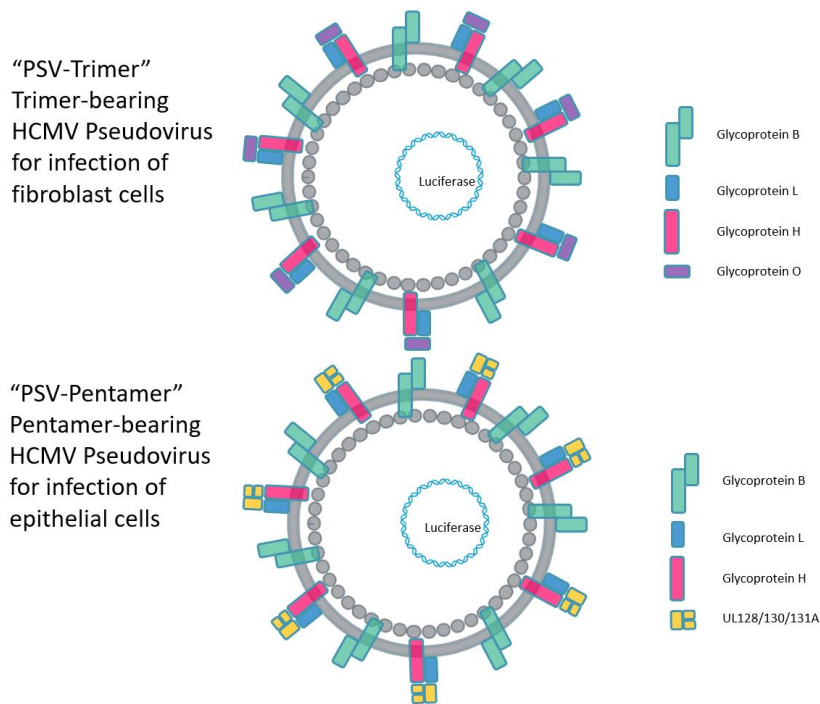 “PSV-Trimer”
Trimer-bearing
HCMV Pseudovirus
for infection of
fibroblast cells
Luciferase
Glycoprotein B
Glycoprotein L
Glycoprotein H
Glycoprotein O
“PSV-Pentamer”
Pentamer-bearing
HCMV Pseudovirus
for infection of
epithelial cells
Luciferase
Glycoprotein B
Glycoprotein L
Glycoprotein H
UL128/130/131A